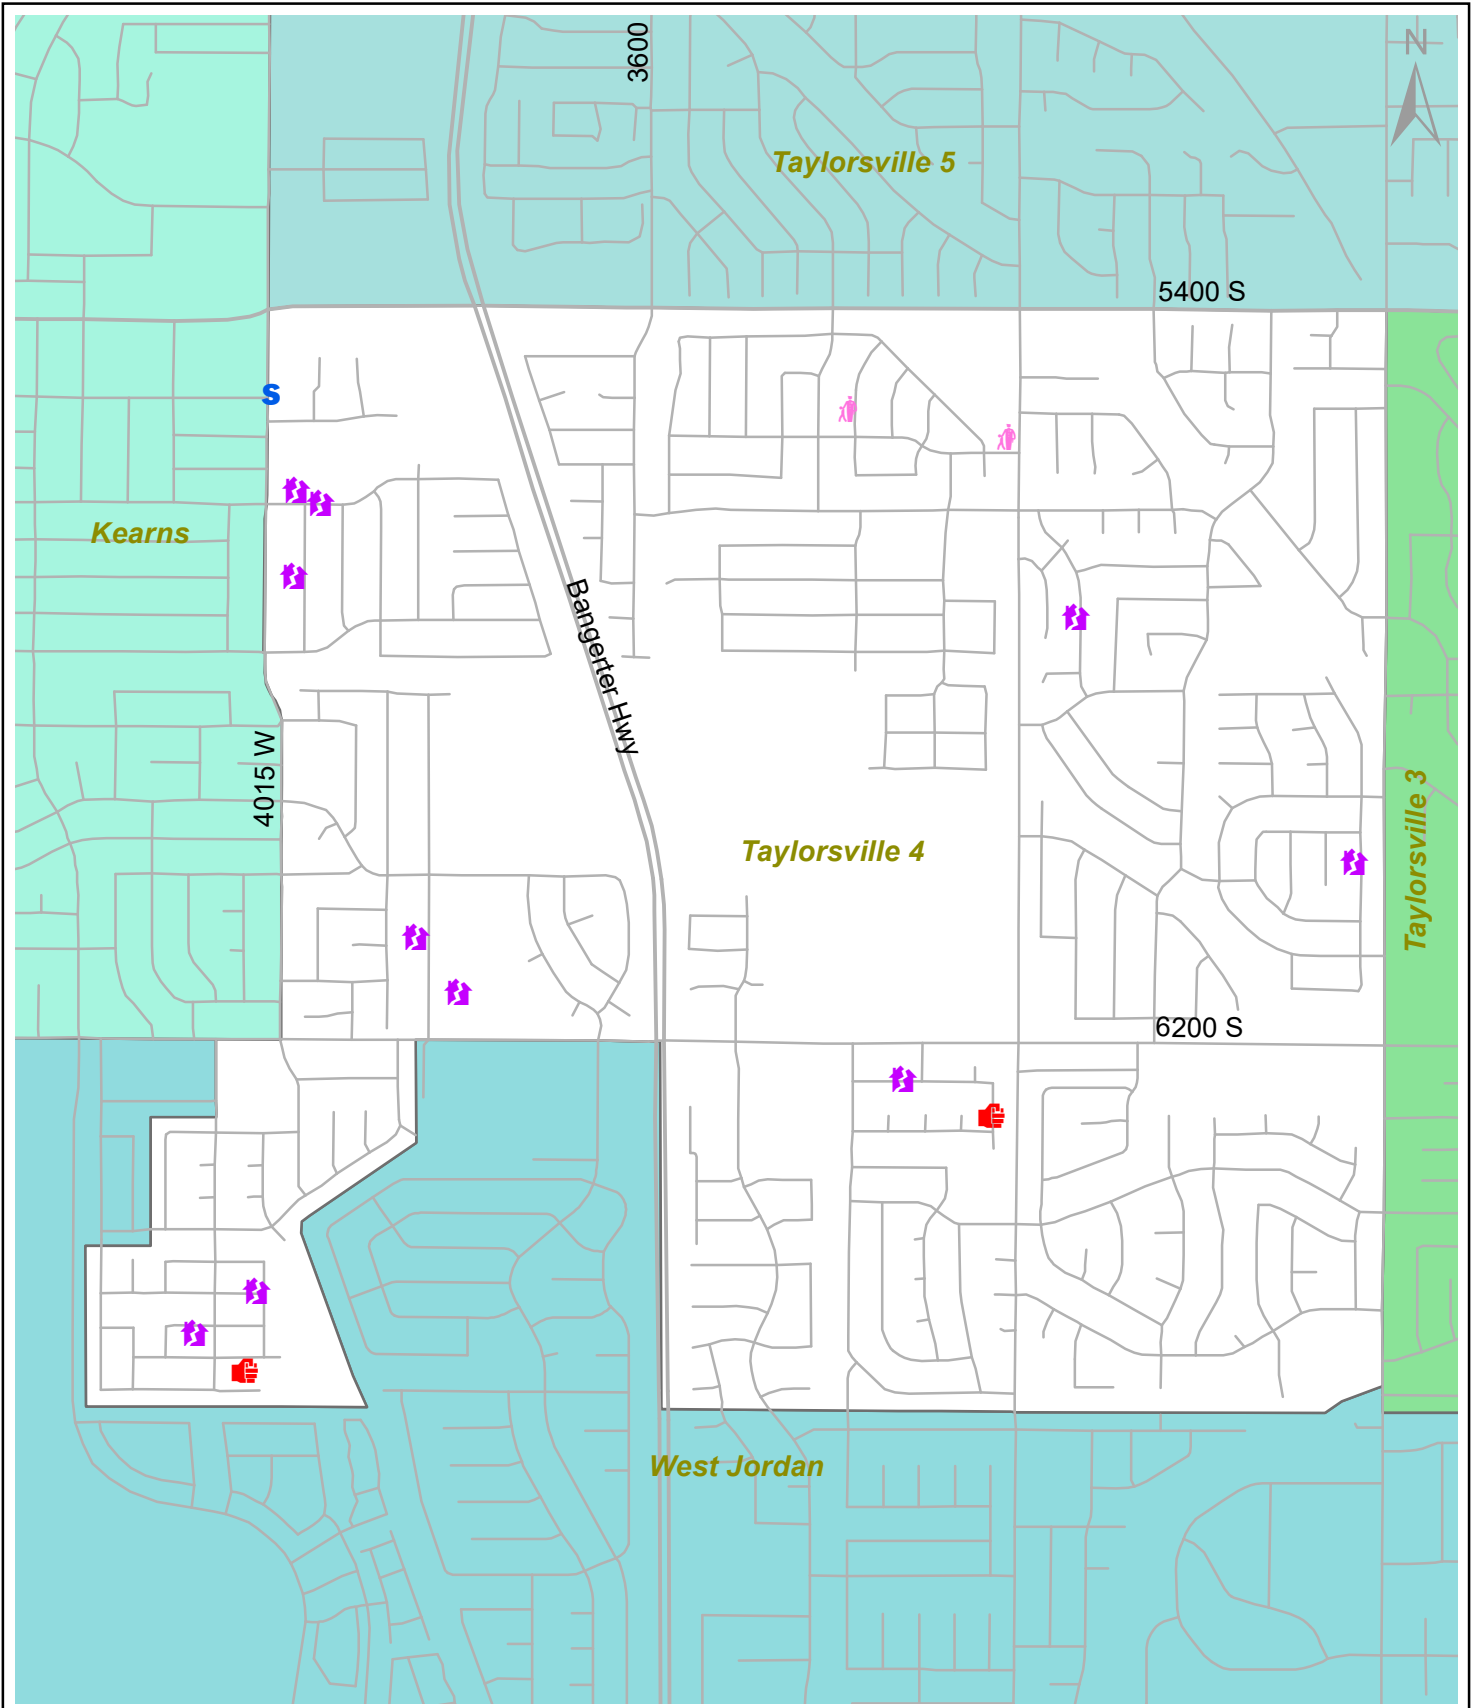 3600
N
Taylorsville 5
5400 S
S
Kearns
Bangerter Hwy
4015 W
Taylorsville 4
Taylorsville 3
6200 S
West Jordan